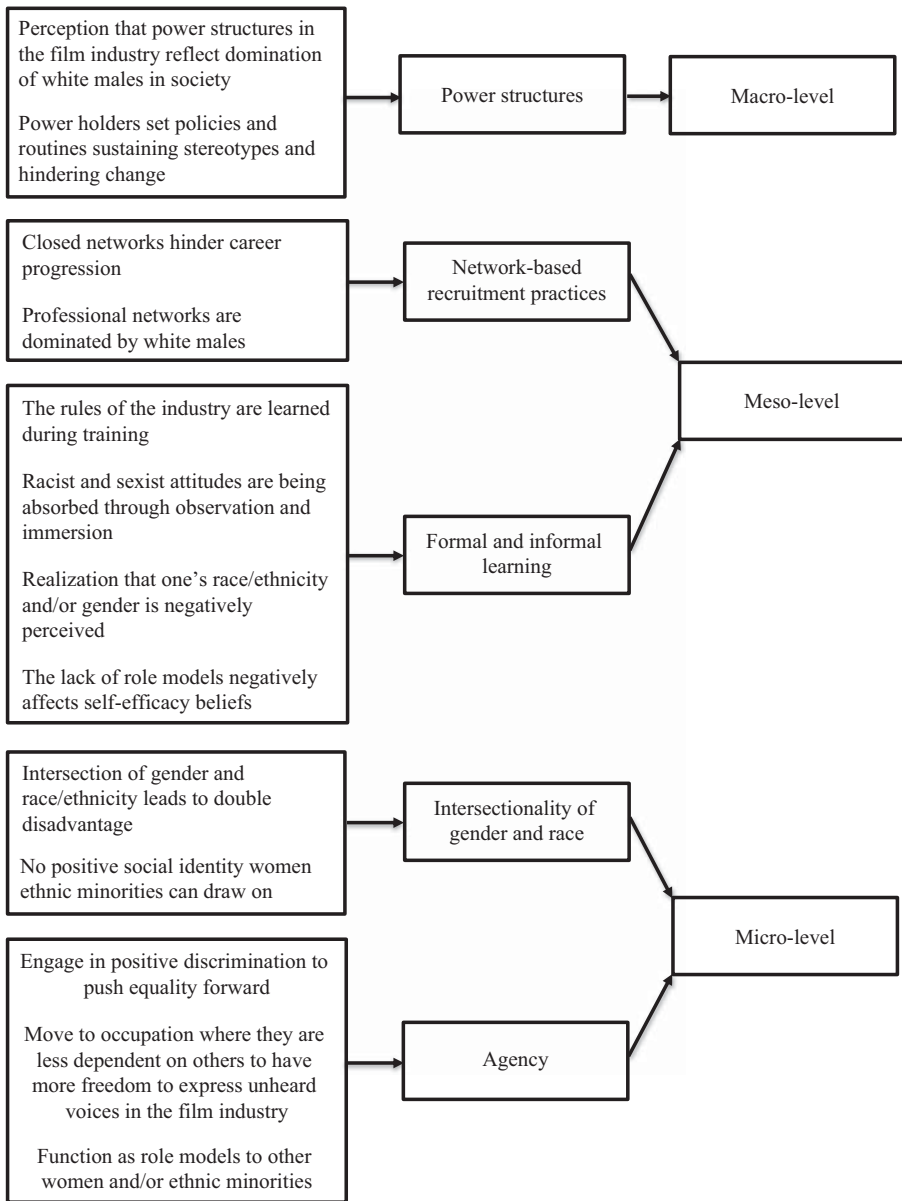 Perception that power structures in
the film industry reflect domination
of white males in society
Power holders set policies and
routines sustaining stereotypes and
hindering change
Power structures
Macro-level
Closed networks hinder career
progression
Professional networks are
dominated by white males
Network-based
recruitment practices
The rules of the industry are learned
during training
Racist and sexist attitudes are being
absorbed through observation and
immersion
Realization that one's race/ethnicity
and/or gender is negatively
perceived
The lack of role models negatively
affects self-efficacy beliefs
Formal and informal
learning
Meso-level
Intersection of gender and
race/ethnicity leads to double
disadvantage
No positive social identity women
ethnic minorities can draw on
Intersectionality of
gender and race
Engage in positive discrimination to
push equality forward
Move to occupation where they are
less dependent on others to have
more freedom to express unheard
voices in the film industry
Function as role models to other
women and/or ethnic minorities
Agency
Micro-level